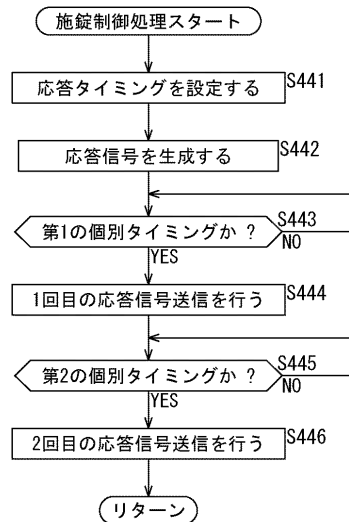 施錠制御処理スタート
応答タイミングを設定する S441
応答信号を生成する S442
第1の個別タイミングか ? S443
NO
YES
1回目の応答信号送信を行う S444
第2の個別タイミングか ? S445
NO
YES
2回目の応答信号送信を行う S446
リターン